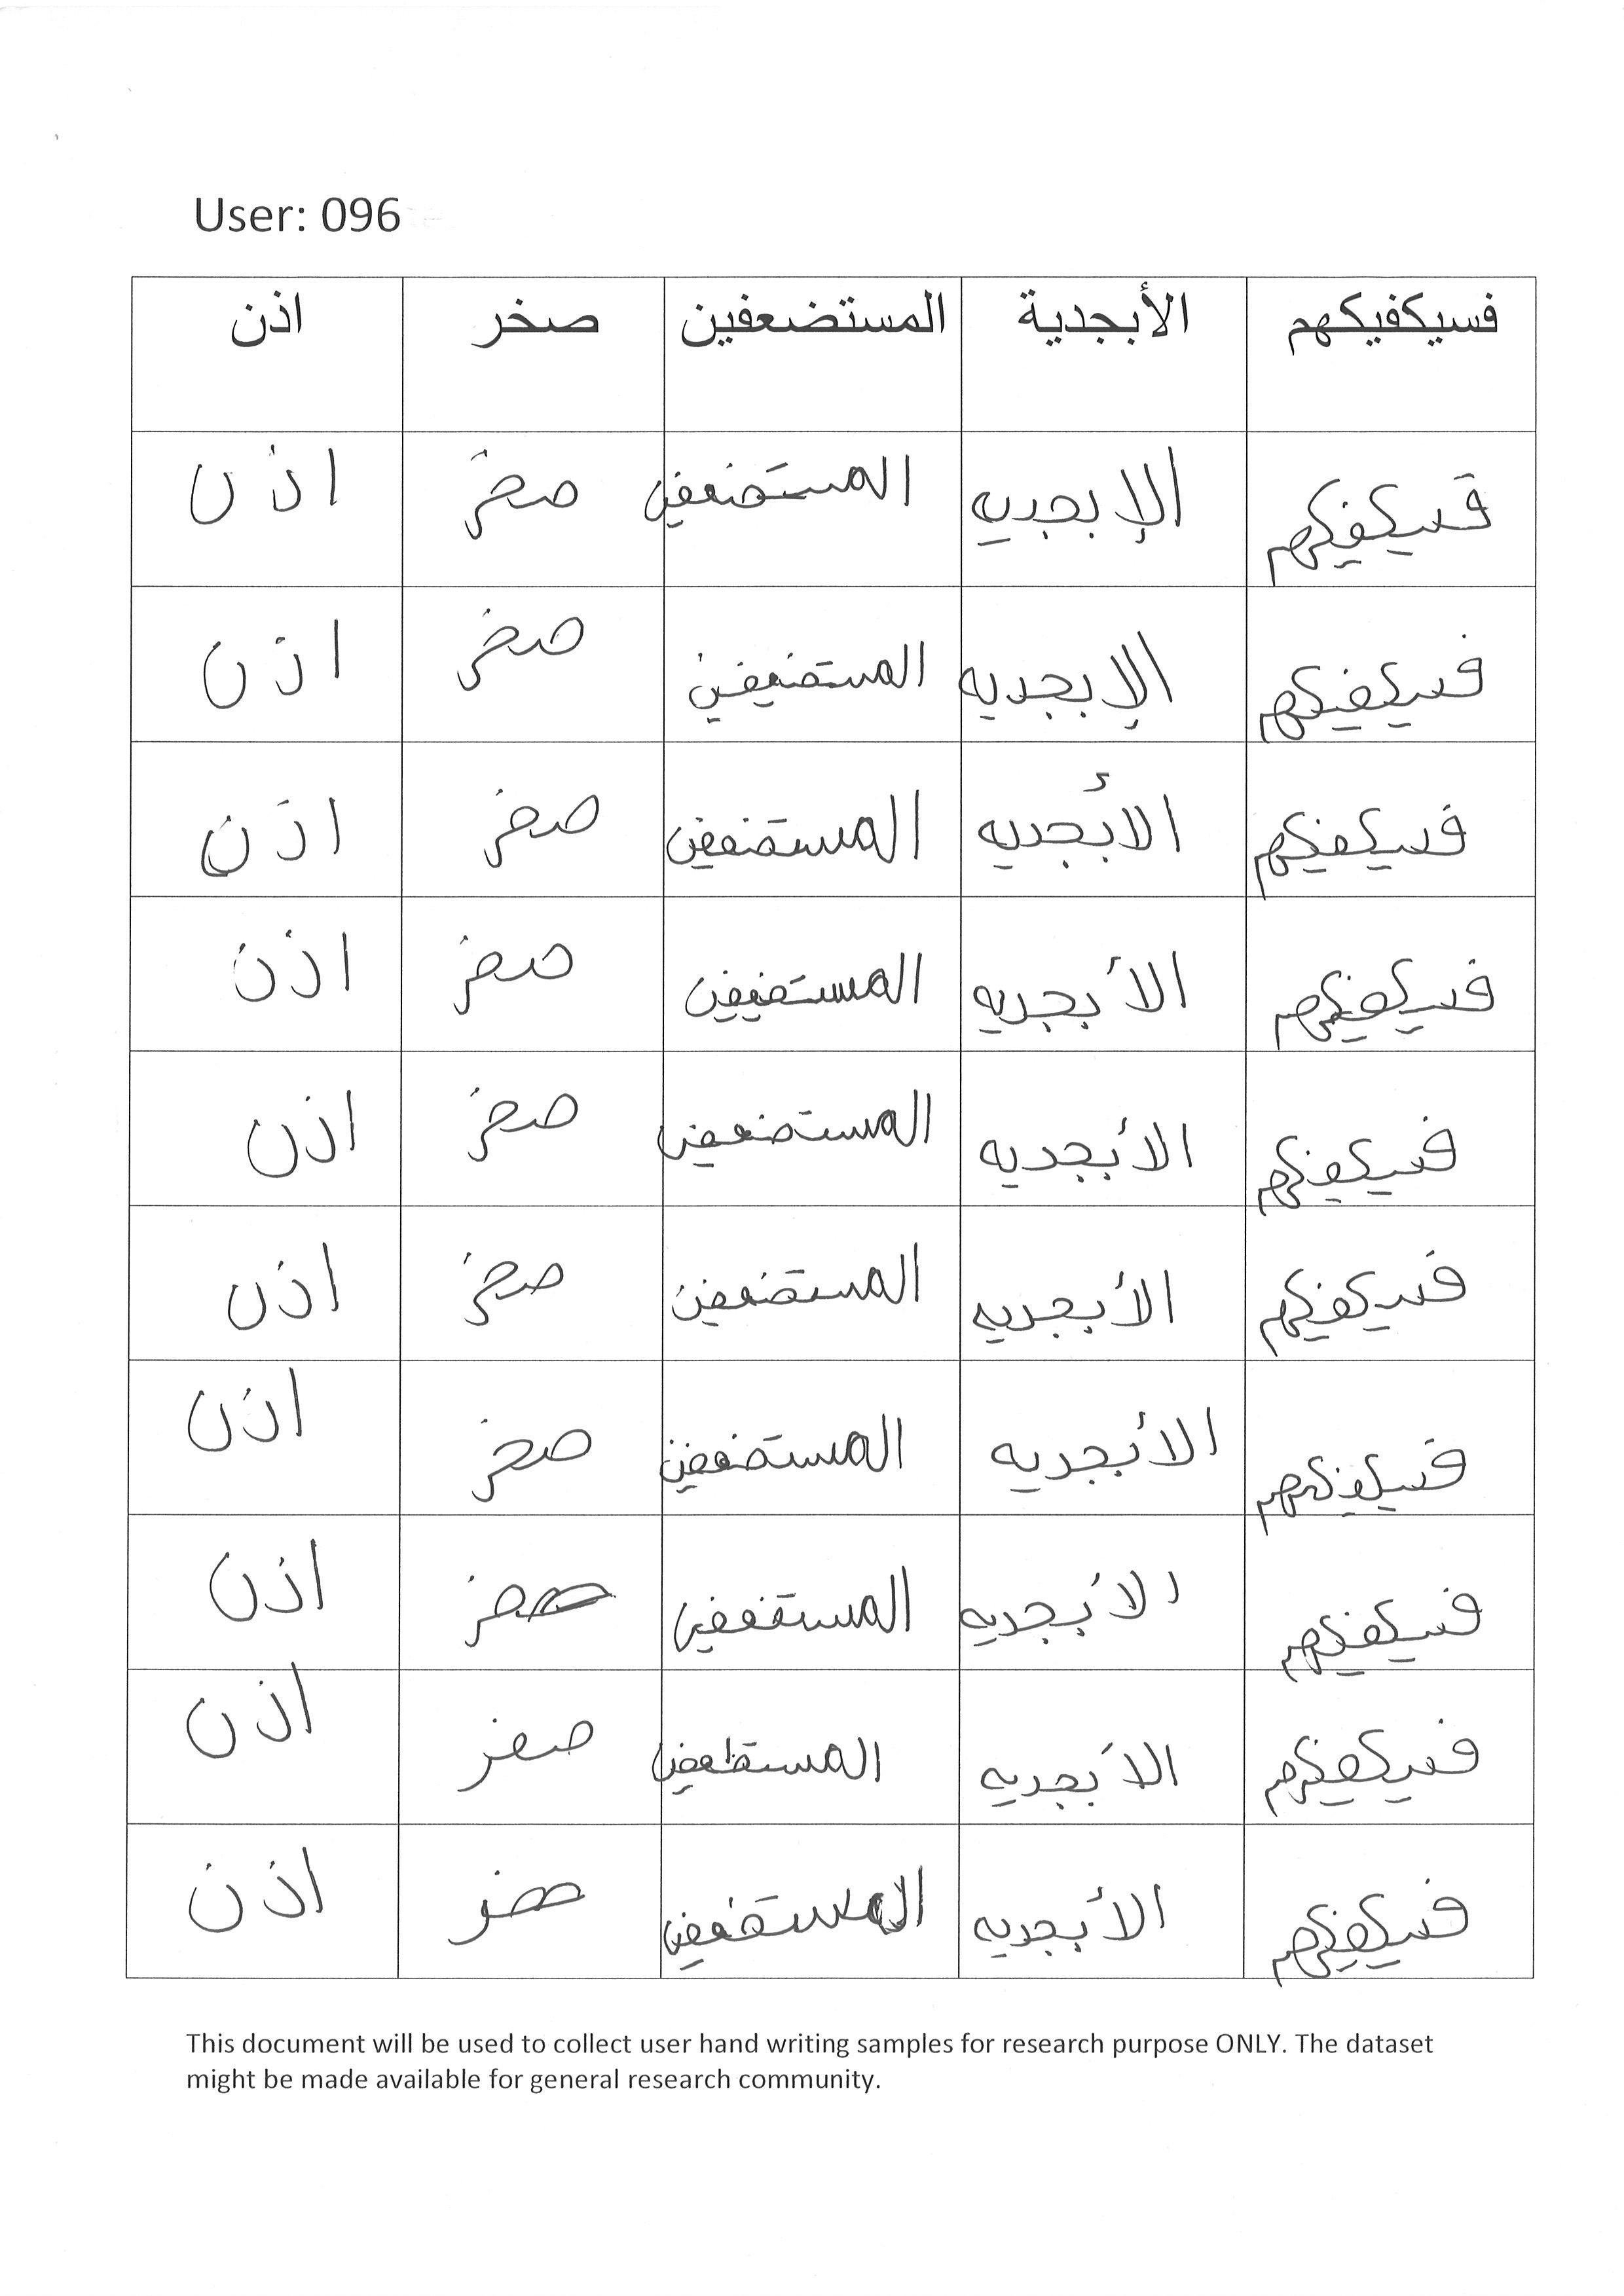 User: 096
فسيكفيكهم الأبجدية المستضعفين صخر اذن
فسيكفيكهم الإبجديه المستضعفين صخر اذن
فسيكفيكهم الإبجديه المستضعفين صخر اذن
فسيكفيكهم الأبجديه المستضعفين صخر اذن
فسيكفيكهم الأبجديه المستضعفين صخر اذن
فسيكفيكهم الأبجديه المستضعفين صخر اذن
فسيكفيكهم الأبجديه المستضعفين صخر اذن
فسيكفيكهم الأبجديه المستضعفين صخر اذن
فسيكفيكهم الأبجديه المستضعفين صخر اذن
فسيكفيكهم الأبجديه المستظعفين صخر اذن
فسيكفيكهم الأبجديه المستضعفين صخر اذن
This document will be used to collect user hand writing samples for research purpose ONLY. The dataset
might be made available for general research community.